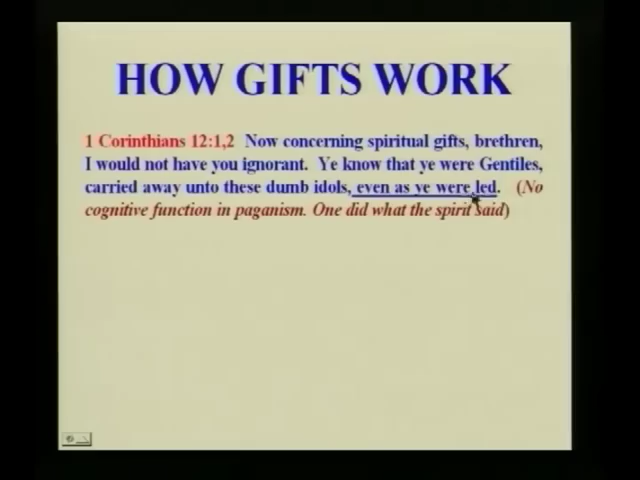 HOW GIFTS WORK
1 Corinthians 12:1,2 Now concerning spiritual gifts, brethren,
I would not have you ignorant. Ye know that ye were Gentiles,
carried away unto these dumb idols, even as ye were led. (No
cognitive function in paganism. One did what the spirit said)